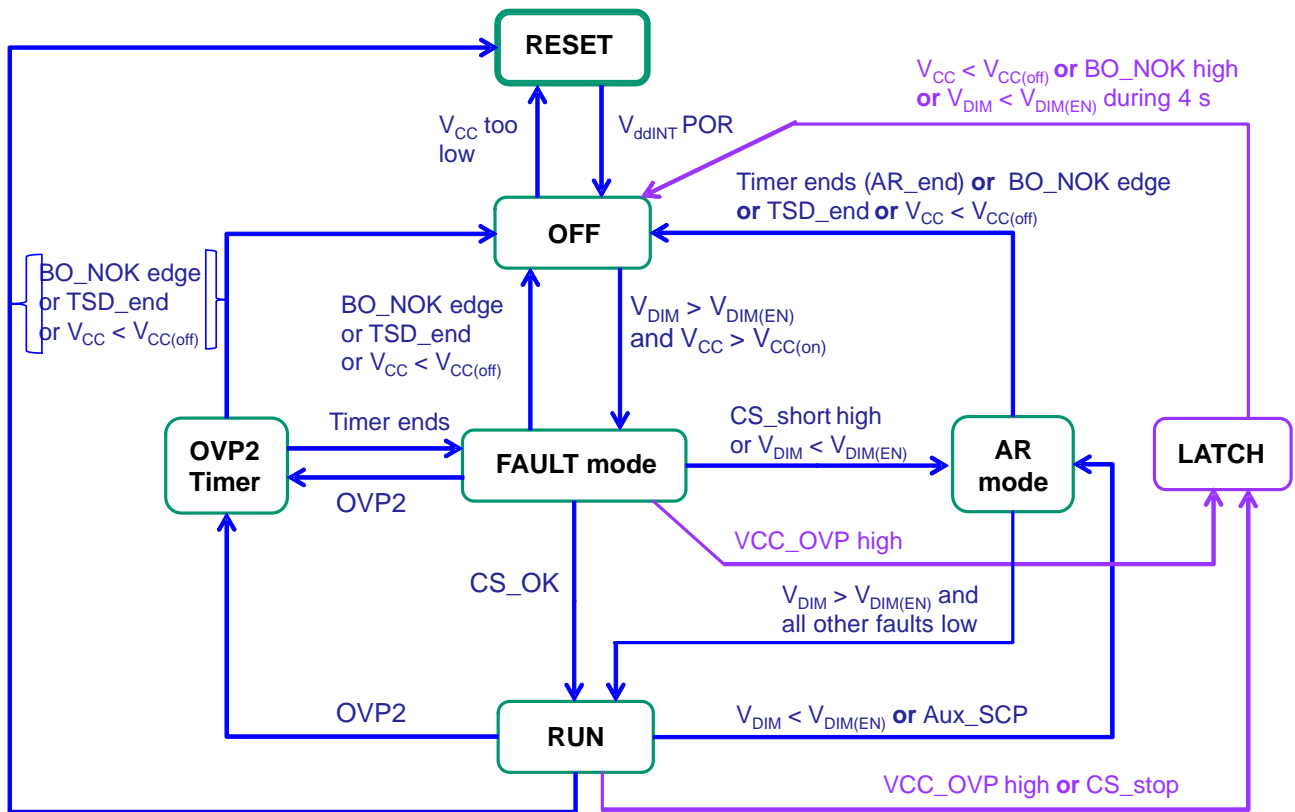 RESET
V_CC < V_CC(off) or BO_NOK high
or V_DIM < V_DIM(EN) during 4 s
V_CC too
low
V_ddINT POR
Timer ends (AR_end) or BO_NOK edge
or TSD_end or V_CC < V_CC(off)
OFF
BO_NOK edge
or TSD_end
or V_CC < V_CC(off)
BO_NOK edge
or TSD_end
or V_CC < V_CC(off)
V_DIM > V_DIM(EN)
and V_CC > V_CC(on)
OVP2
Timer
Timer ends
OVP2
FAULT mode
CS_short high
or V_DIM < V_DIM(EN)
AR
mode
LATCH
VCC_OVP high
CS_OK
V_DIM > V_DIM(EN) and
all other faults low
OVP2
RUN
V_DIM < V_DIM(EN) or Aux_SCP
VCC_OVP high or CS_stop